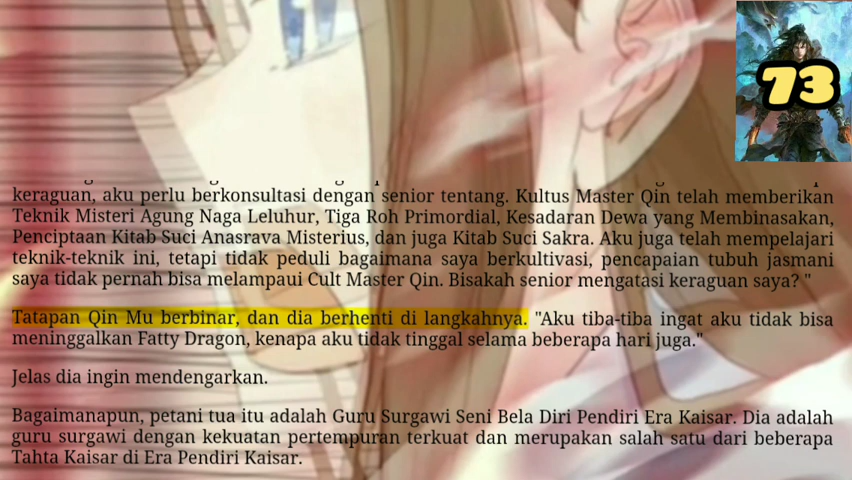 73
keraguan, aku perlu berkonsultasi dengan senior tentang. Kultus Master Qin telah memberikan
Teknik Misteri Agung Naga Leluhur, Tiga Roh Primordial, Kesadaran Dewa yang Membinasakan,
Penciptaan Kitab Suci Anasrava Misterius, dan juga Kitab Suci Sakra. Aku juga telah mempelajari
teknik-teknik ini, tetapi tidak peduli bagaimana saya berkultivasi, pencapaian tubuh jasmani
saya tidak pernah bisa melampaui Cult Master Qin. Bisakah senior mengatasi keraguan saya? "
Tatapan Qin Mu berbinar, dan dia berhenti di langkahnya. "Aku tiba-tiba ingat aku tidak bisa
meninggalkan Fatty Dragon, kenapa aku tidak tinggal selama beberapa hari juga."
Jelas dia ingin mendengarkan.
Bagaimanapun, petani tua itu adalah Guru Surgawi Seni Bela Diri Pendiri Era Kaisar. Dia adalah
guru surgawi dengan kekuatan pertempuran terkuat dan merupakan salah satu dari beberapa
Tahta Kaisar di Era Pendiri Kaisar.